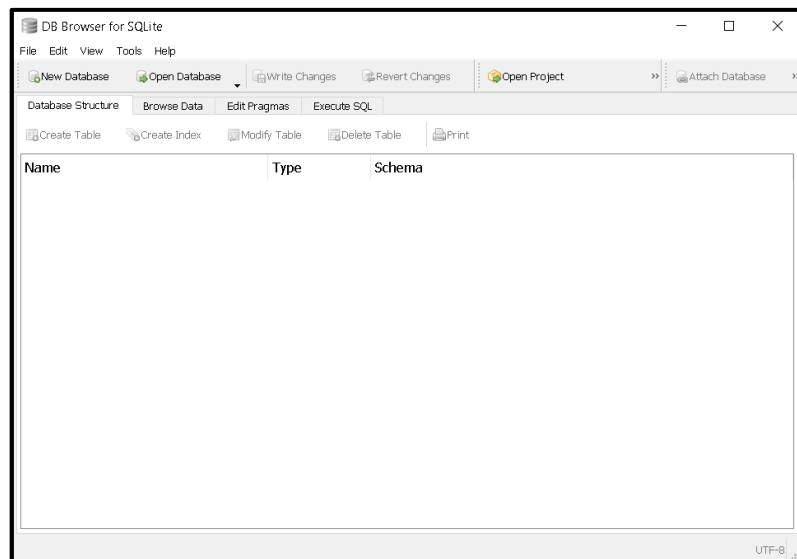 DB Browser for SQLite
File Edit View Tools Help
New Database Open Database Write Changes Revert Changes Open Project » Attach Database »
Database Structure Browse Data Edit Pragmas Execute SQL
Create Table Create Index Modify Table Delete Table Print
Name Type Schema
UTF-8